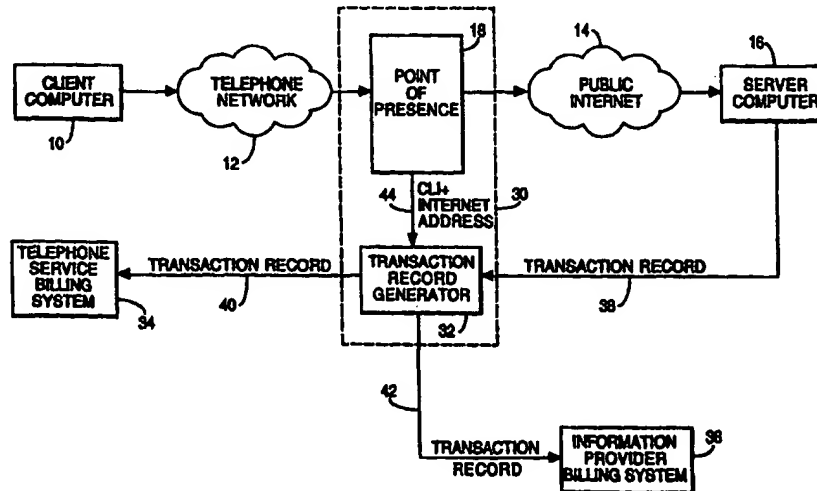 18
14
16
CLIENT
COMPUTER
TELEPHONE
NETWORK
POINT
OF
PRESENCE
PUBLIC
INTERNET
SERVER
COMPUTER
10
12
44
CLI+
INTERNET
ADDRESS
30
TELEPHONE
SERVICE
BILLING
SYSTEM
TRANSACTION RECORD
TRANSACTION
RECORD
GENERATOR
TRANSACTION RECORD
34
40
32
38
42
TRANSACTION
RECORD
INFORMATION
PROVIDER
BILLING SYSTEM
36